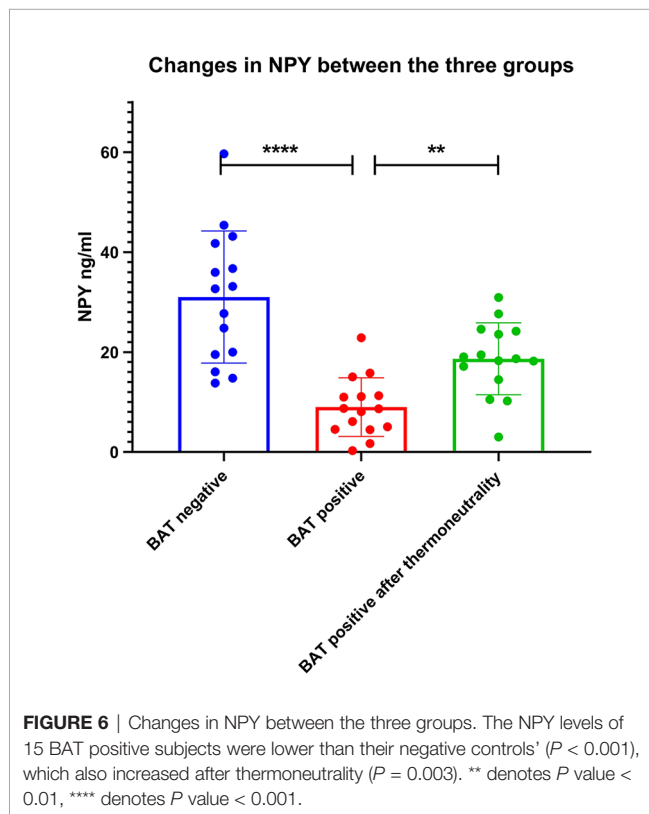 Changes in NPY between the three groups
**** **
NPY ng/ml
60
40
20
0
BAT negative
BAT positive
BAT positive after thermoneutrality
FIGURE 6 | Changes in NPY between the three groups. The NPY levels of
15 BAT positive subjects were lower than their negative controls’ (P < 0.001),
which also increased after thermoneutrality (P = 0.003). ** denotes P value <
0.01, **** denotes P value < 0.001.